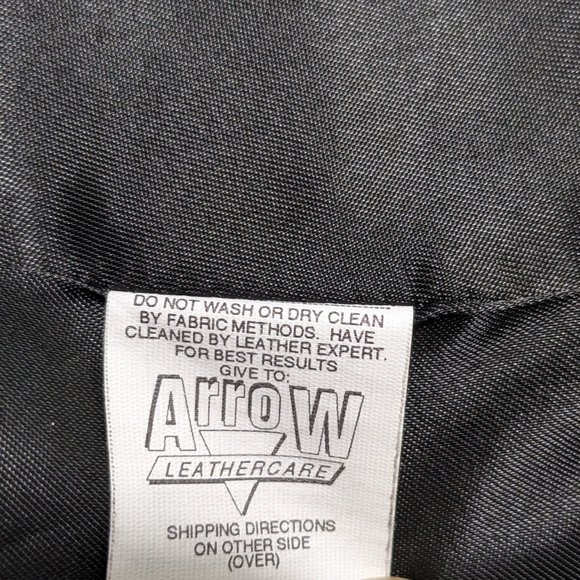 DO NOT WASH OR DRY CLEAN
BY FABRIC METHODS. HAVE
CLEANED BY LEATHER EXPERT.
FOR BEST RESULTS
GIVE TO:
ArroW
LEATHERCARE
SHIPPING DIRECTIONS
ON OTHER SIDE
(OVER)